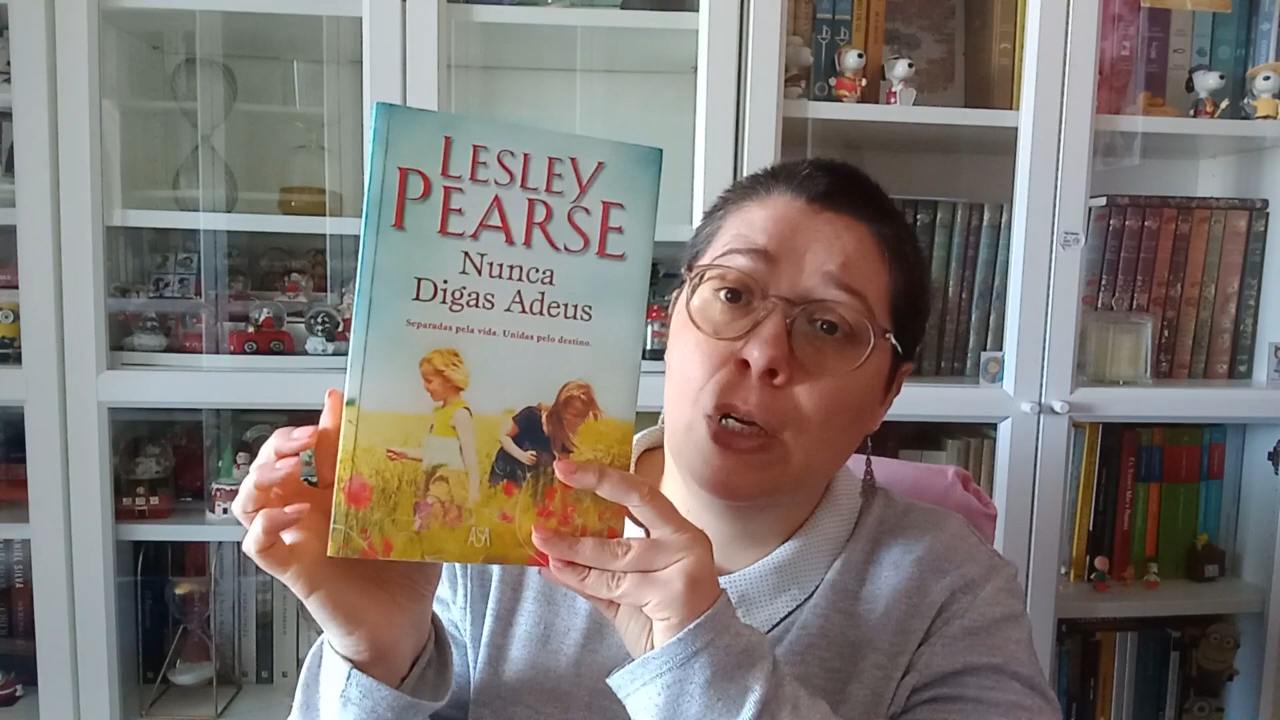 LESLEY
PEARSE
Nunca
Digas Adeus
Separadas pela vida. Unidas pelo destino.
ASA